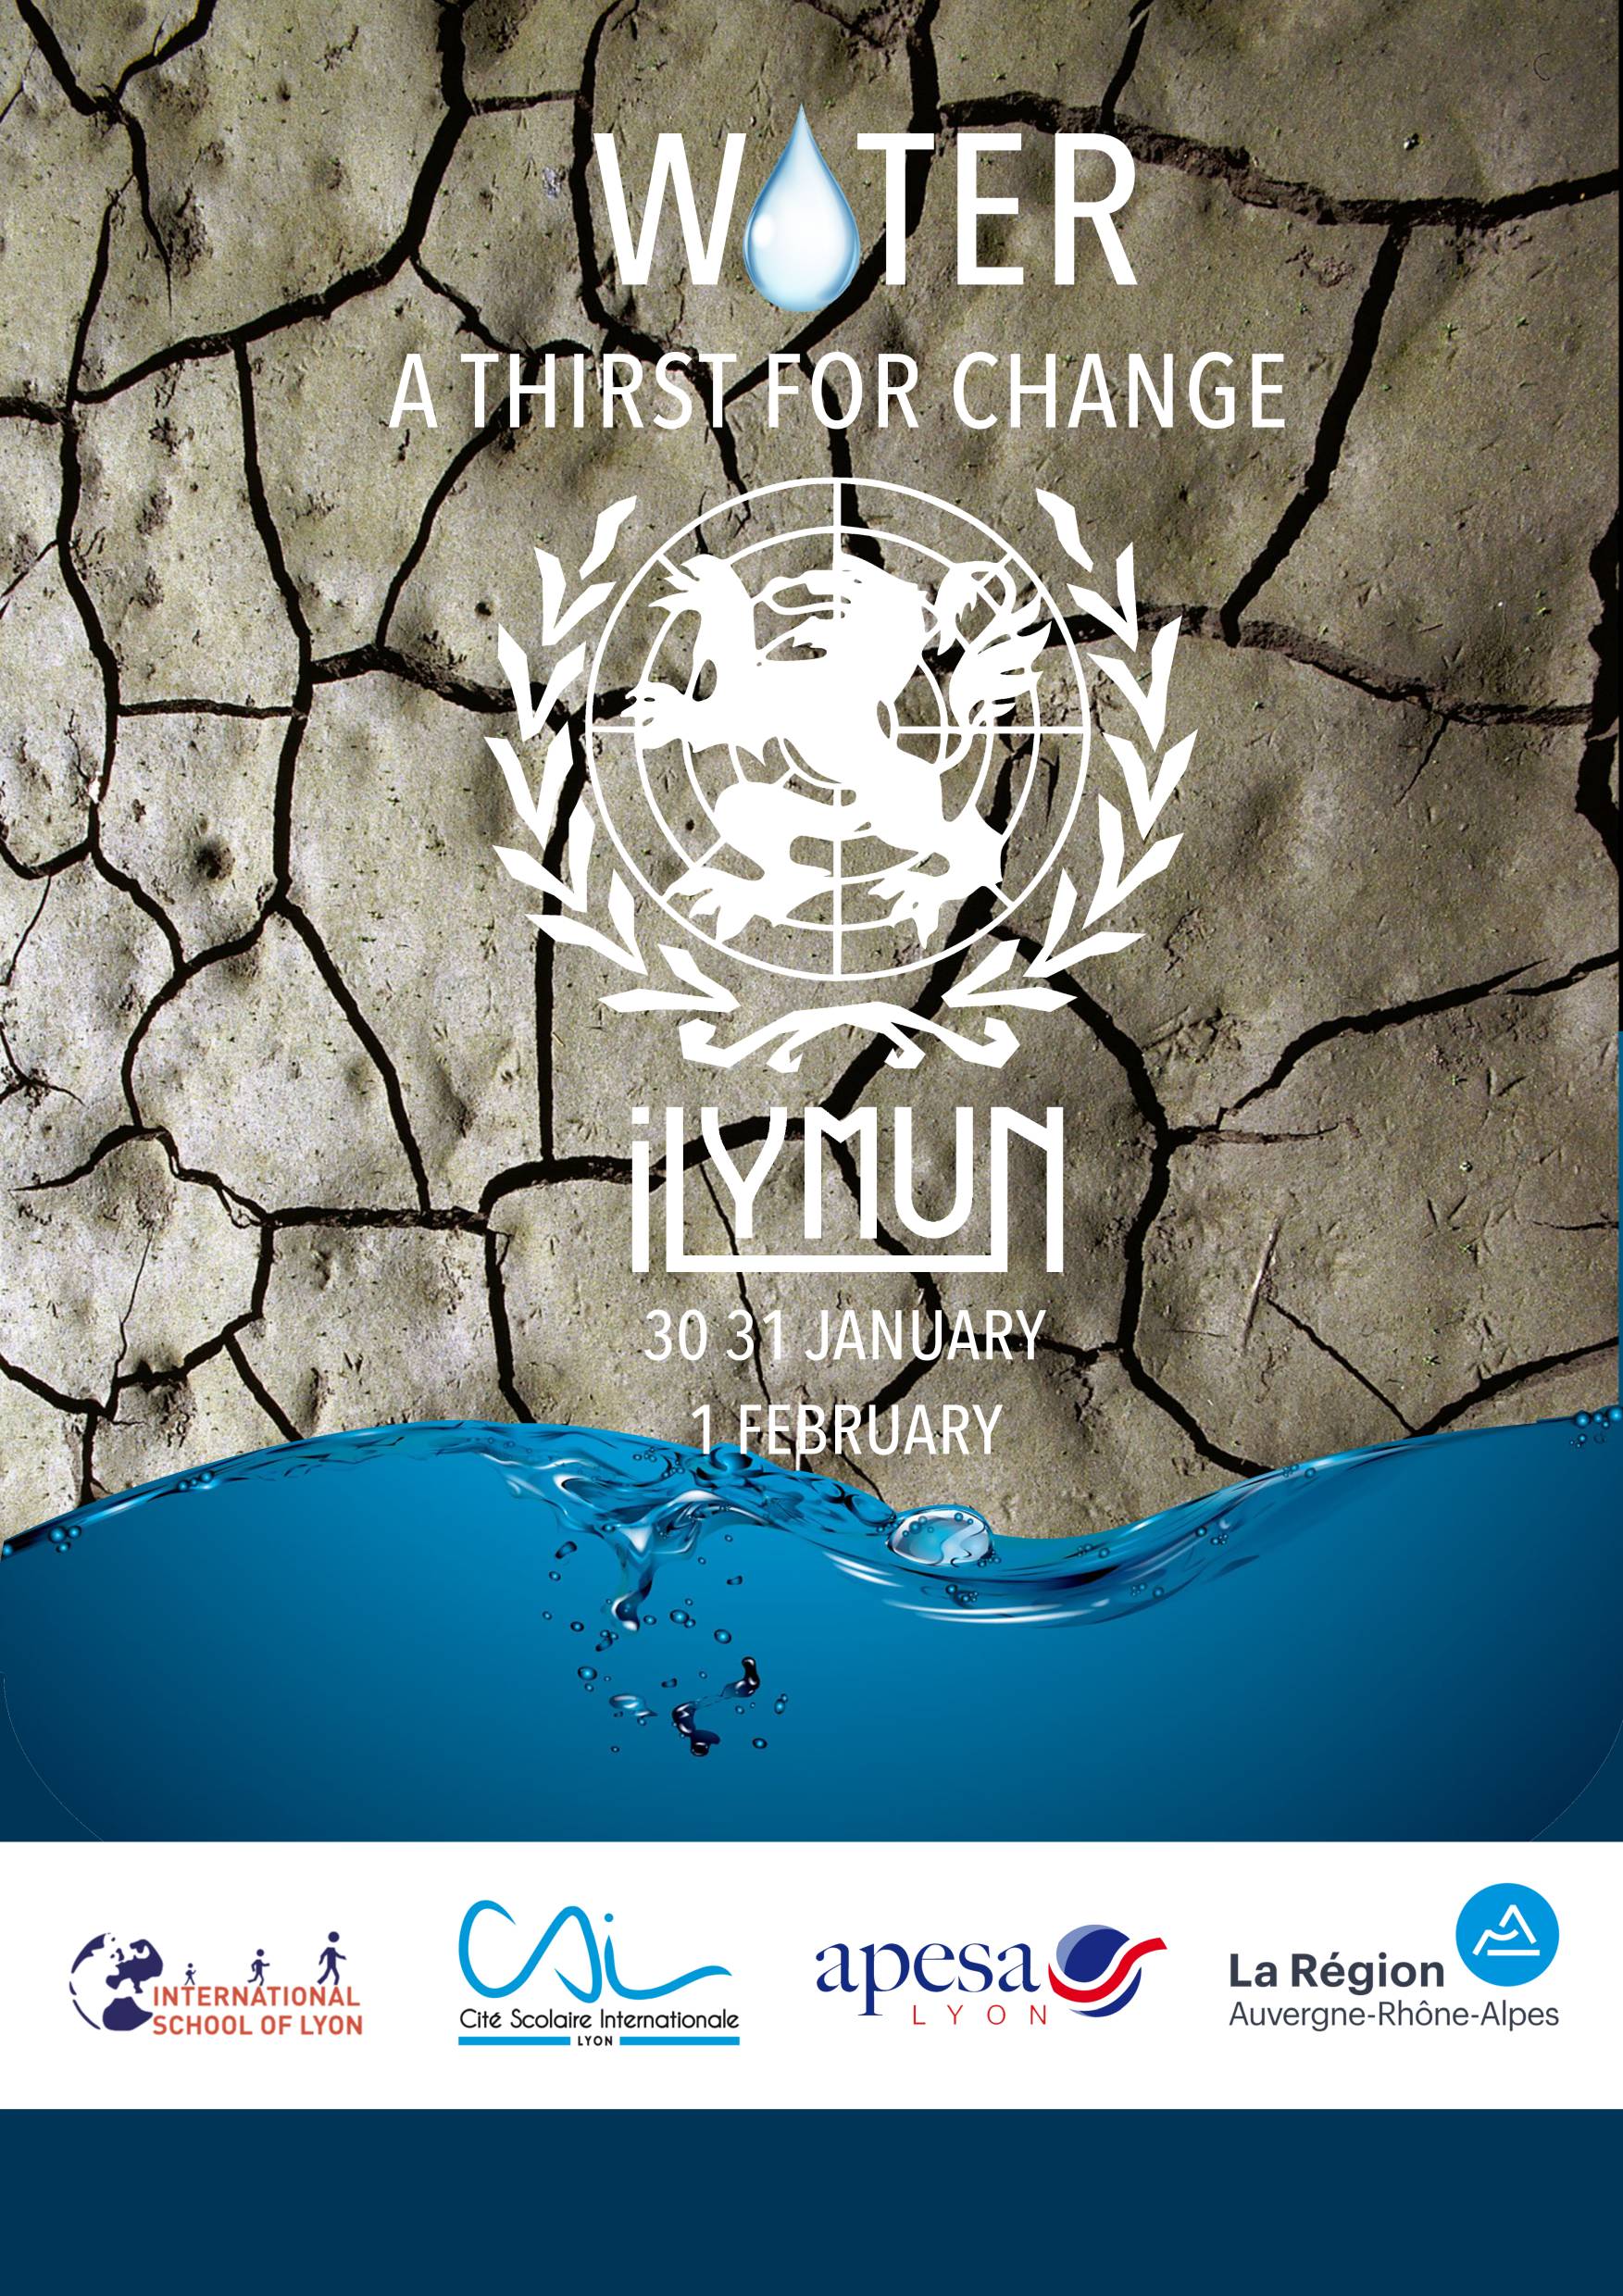 WATER
A THIRST FOR CHANGE
iLYMUN
30 31 JANUARY
1 FEBRUARY
INTERNATIONAL
SCHOOL OF LYON
CSi
Cité Scolaire Internationale
LYON
apesa
LYON
La Région
Auvergne-Rhône-Alpes